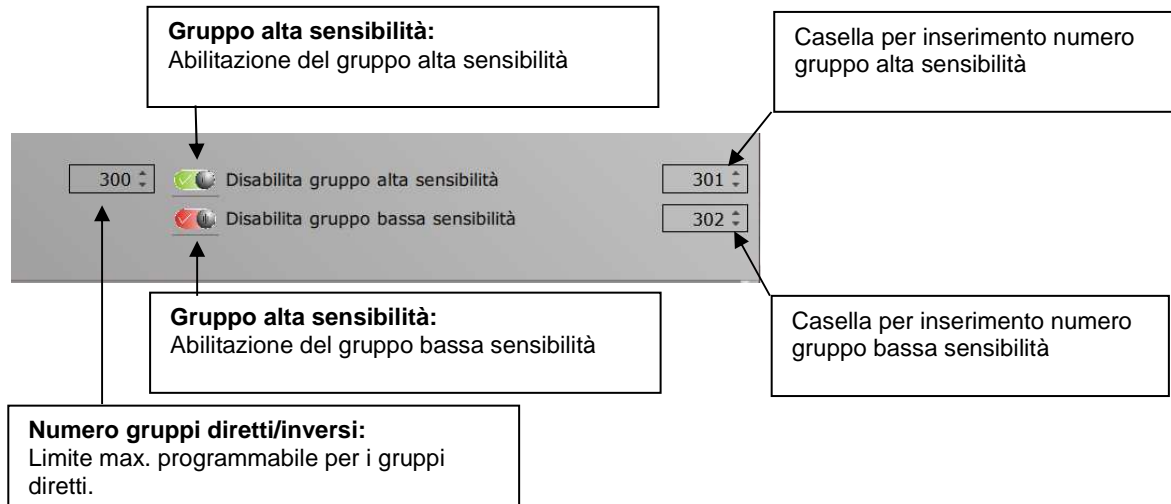 Gruppo alta sensibilità:
Abilitazione del gruppo alta sensibilità
Casella per inserimento numero
gruppo alta sensibilità
300
Disabilita gruppo alta sensibilità
301
Disabilita gruppo bassa sensibilità
302
Gruppo alta sensibilità:
Abilitazione del gruppo bassa sensibilità
Casella per inserimento numero
gruppo bassa sensibilità
Numero gruppi diretti/inversi:
Limite max. programmabile per i gruppi
diretti.